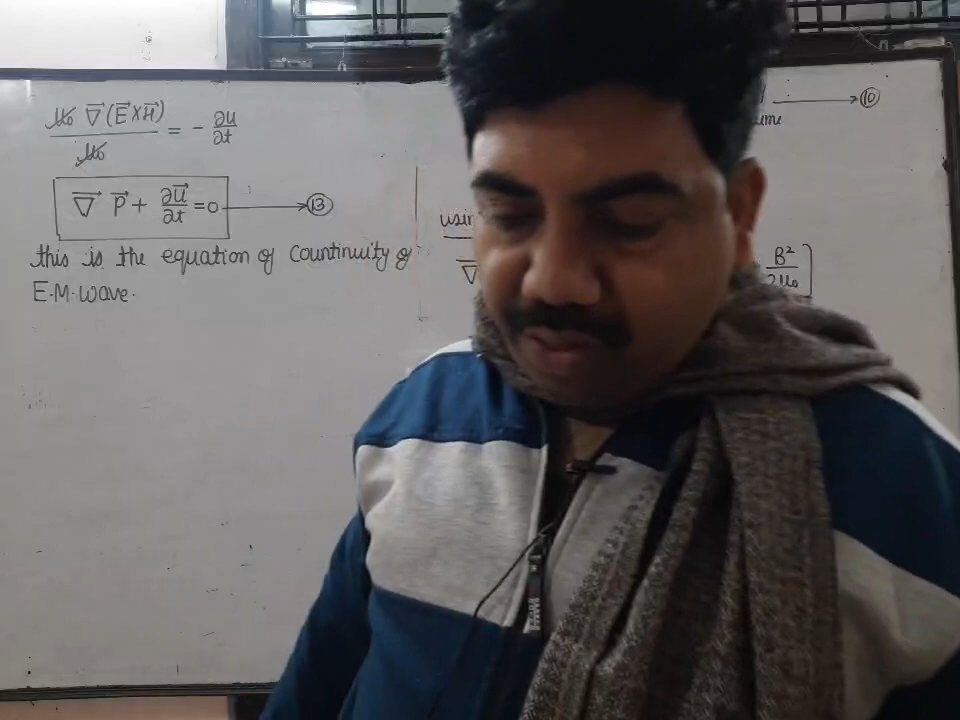 μ₀ ∇⃗(E⃗ X H⃗) / μ₀ = - ∂u/∂t
∇⃗ P⃗ + ∂u⃗/∂t = 0 → ⑬
this is the equation of Countinuity of
E.M. wave.
→ ⑩
B²/2μ₀ ]